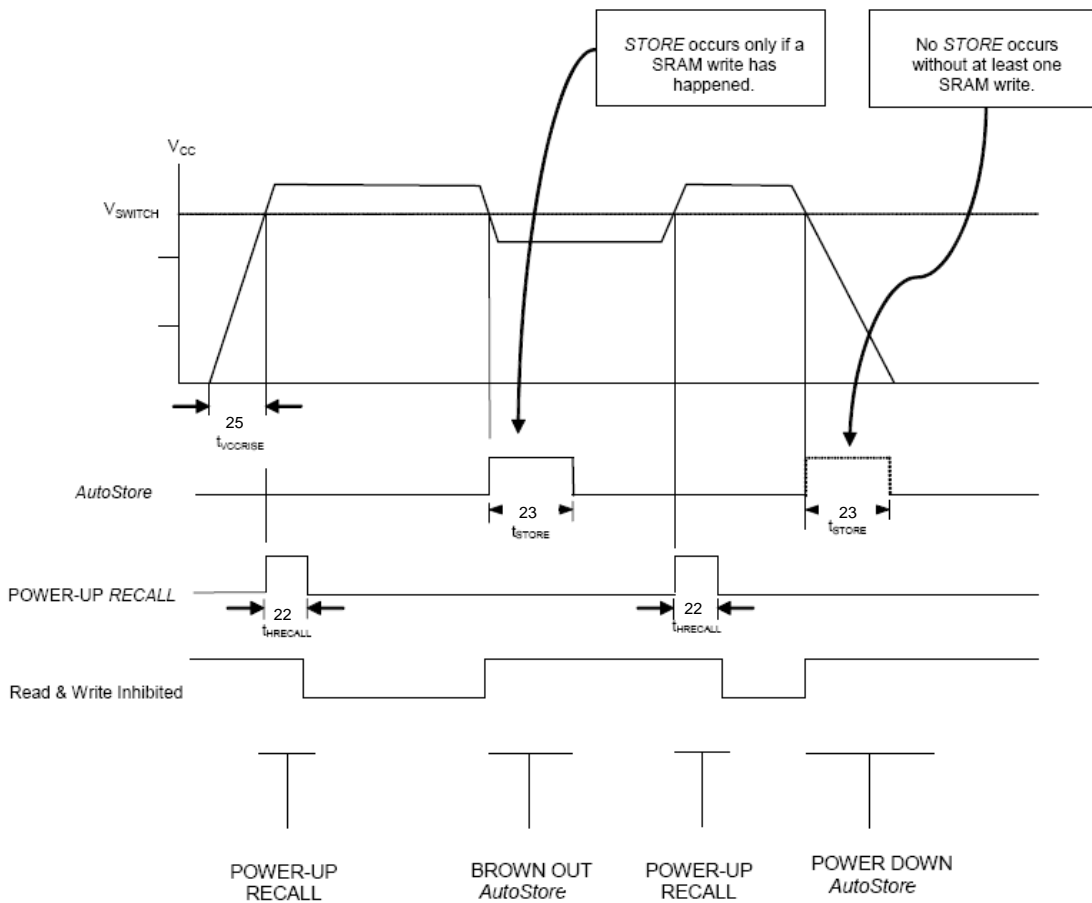 STORE occurs only if a
SRAM write has
happened.
No STORE occurs
without at least one
SRAM write.
VCC
VSWITCH
25
tVCCRISE
AutoStore
23
tSTORE
23
tSTORE
POWER-UP RECALL
22
tHRECALL
22
tHRECALL
Read & Write Inhibited
POWER-UP
RECALL
BROWN OUT
AutoStore
POWER-UP
RECALL
POWER DOWN
AutoStore